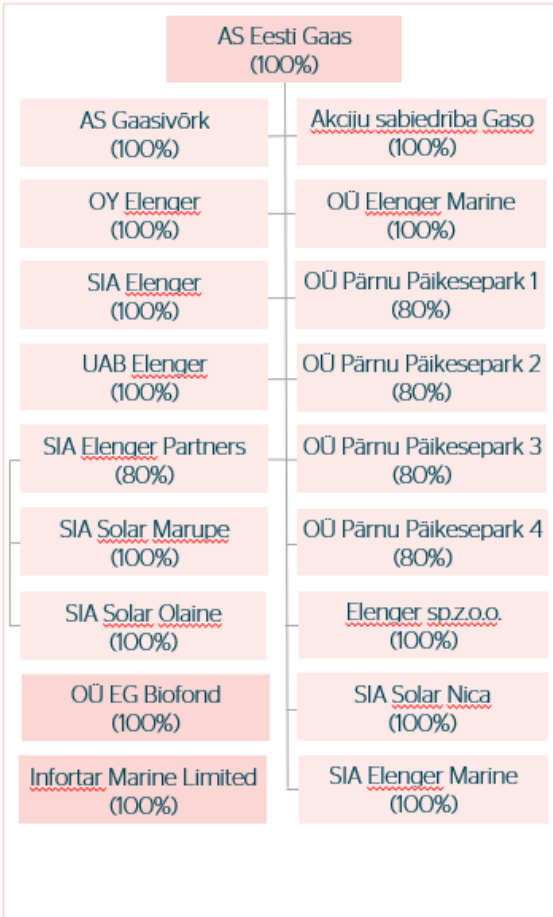 AS Eesti Gaas
(100%)
AS Gaasivõrk
(100%)
Akciju sabiedrība Gaso
(100%)
OY Elenger
(100%)
OÜ Elenger Marine
(100%)
SIA Elenger
(100%)
OÜ Pärnu Päikesepark 1
(80%)
UAB Elenger
(100%)
OÜ Pärnu Päikesepark 2
(80%)
SIA Elenger Partners
(80%)
OÜ Pärnu Päikesepark 3
(80%)
SIA Solar Marupe
(100%)
OÜ Pärnu Päikesepark 4
(80%)
SIA Solar Olaine
(100%)
Elenger sp.z.o.o.
(100%)
OÜ EG Biofond
(100%)
SIA Solar Nica
(100%)
Infortar Marine Limited
(100%)
SIA Elenger Marine
(100%)